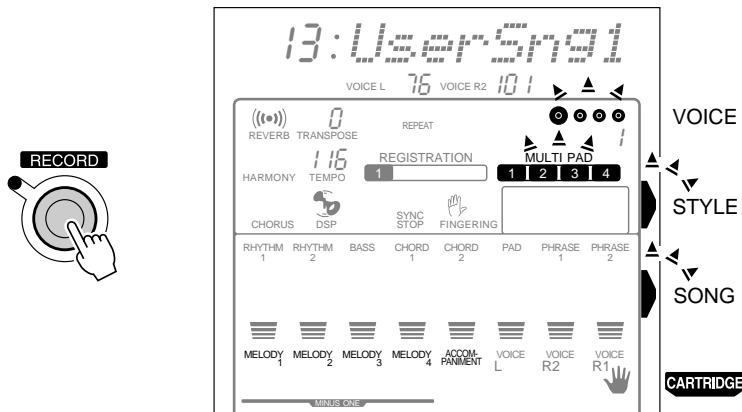 13:UserSng1
VOICE L 76 VOICE R2 101
REVERB 0 TRANSPOSE REPEAT 1
VOICE
RECORD
116 REGISTRATION MULTI PAD
HARMONY TEMPO 1 1 2 3 4
STYLE
CHORUS DSP SYNC STOP FINGERING
RHYTHM 1 RHYTHM 2 BASS CHORD 1 CHORD 2 PAD PHRASE 1 PHRASE 2
SONG
MELODY 1 MELODY 2 MELODY 3 MELODY 4 ACCOM-PANIMENT VOICE L VOICE R2 VOICE R1
CARTRIDGE
MINUS ONE